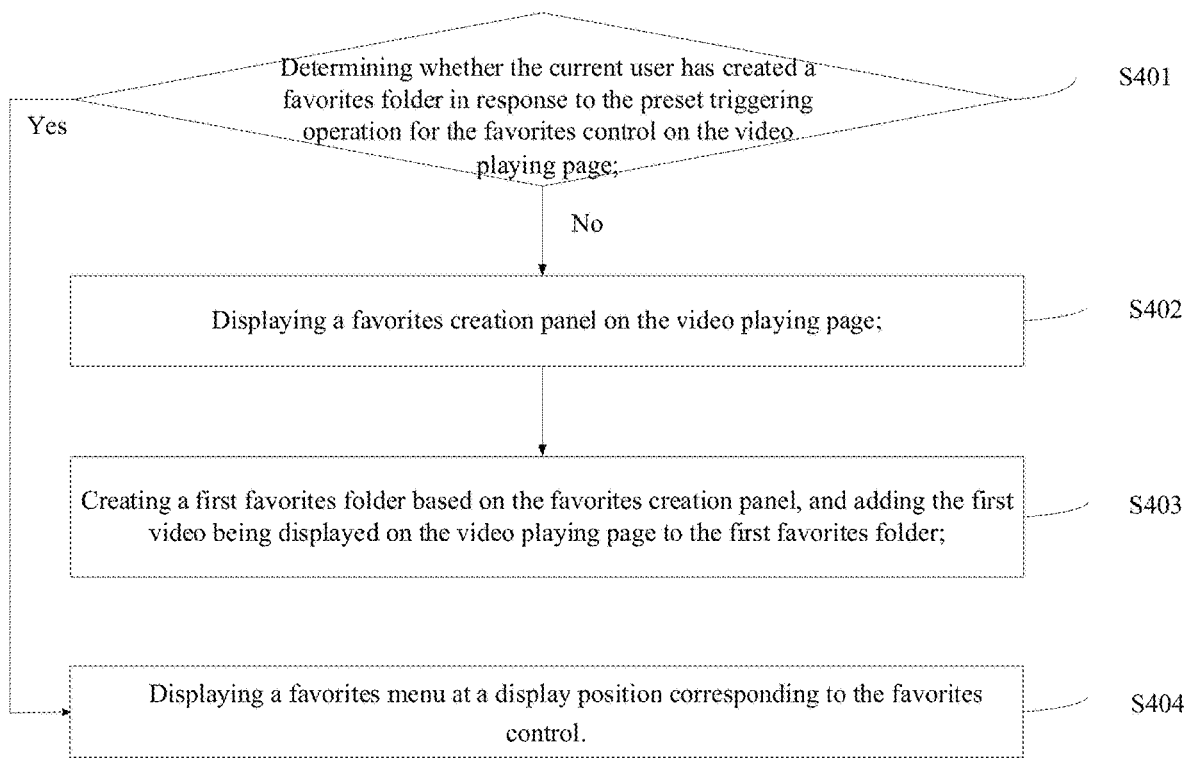 Determining whether the current user has created a
favorites folder in response to the preset triggering
operation for the favorites control on the video
playing page;
S401
Yes
No
Displaying a favorites creation panel on the video playing page;
S402
Creating a first favorites folder based on the favorites creation panel, and adding the first
video being displayed on the video playing page to the first favorites folder;
S403
Displaying a favorites menu at a display position corresponding to the favorites
control.
S404